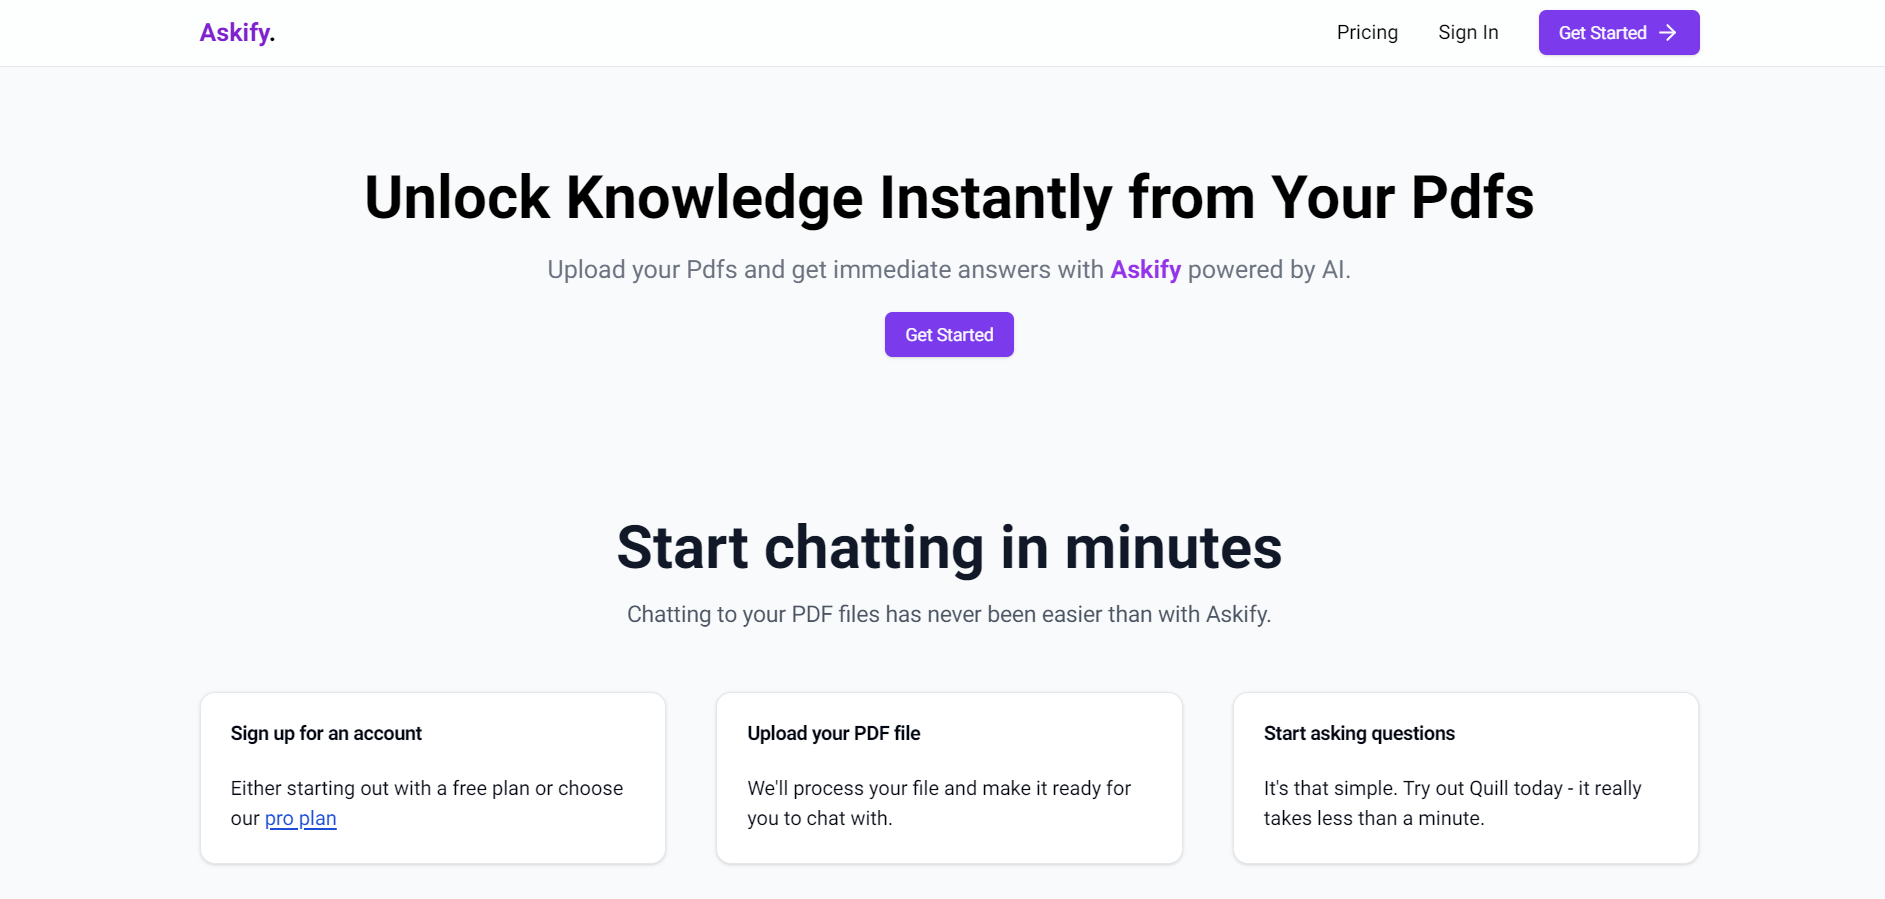 Askify.
Pricing
Sign In
Get Started
Unlock Knowledge Instantly from Your Pdfs
Upload your Pdfs and get immediate answers with Askify powered by AI.
Get Started
Start chatting in minutes
Chatting to your PDF files has never been easier than with Askify.
Sign up for an account
Either starting out with a free plan or choose
our pro plan
Upload your PDF file
We'll process your file and make it ready for
you to chat with.
Start asking questions
It's that simple. Try out Quill today - it really
takes less than a minute.